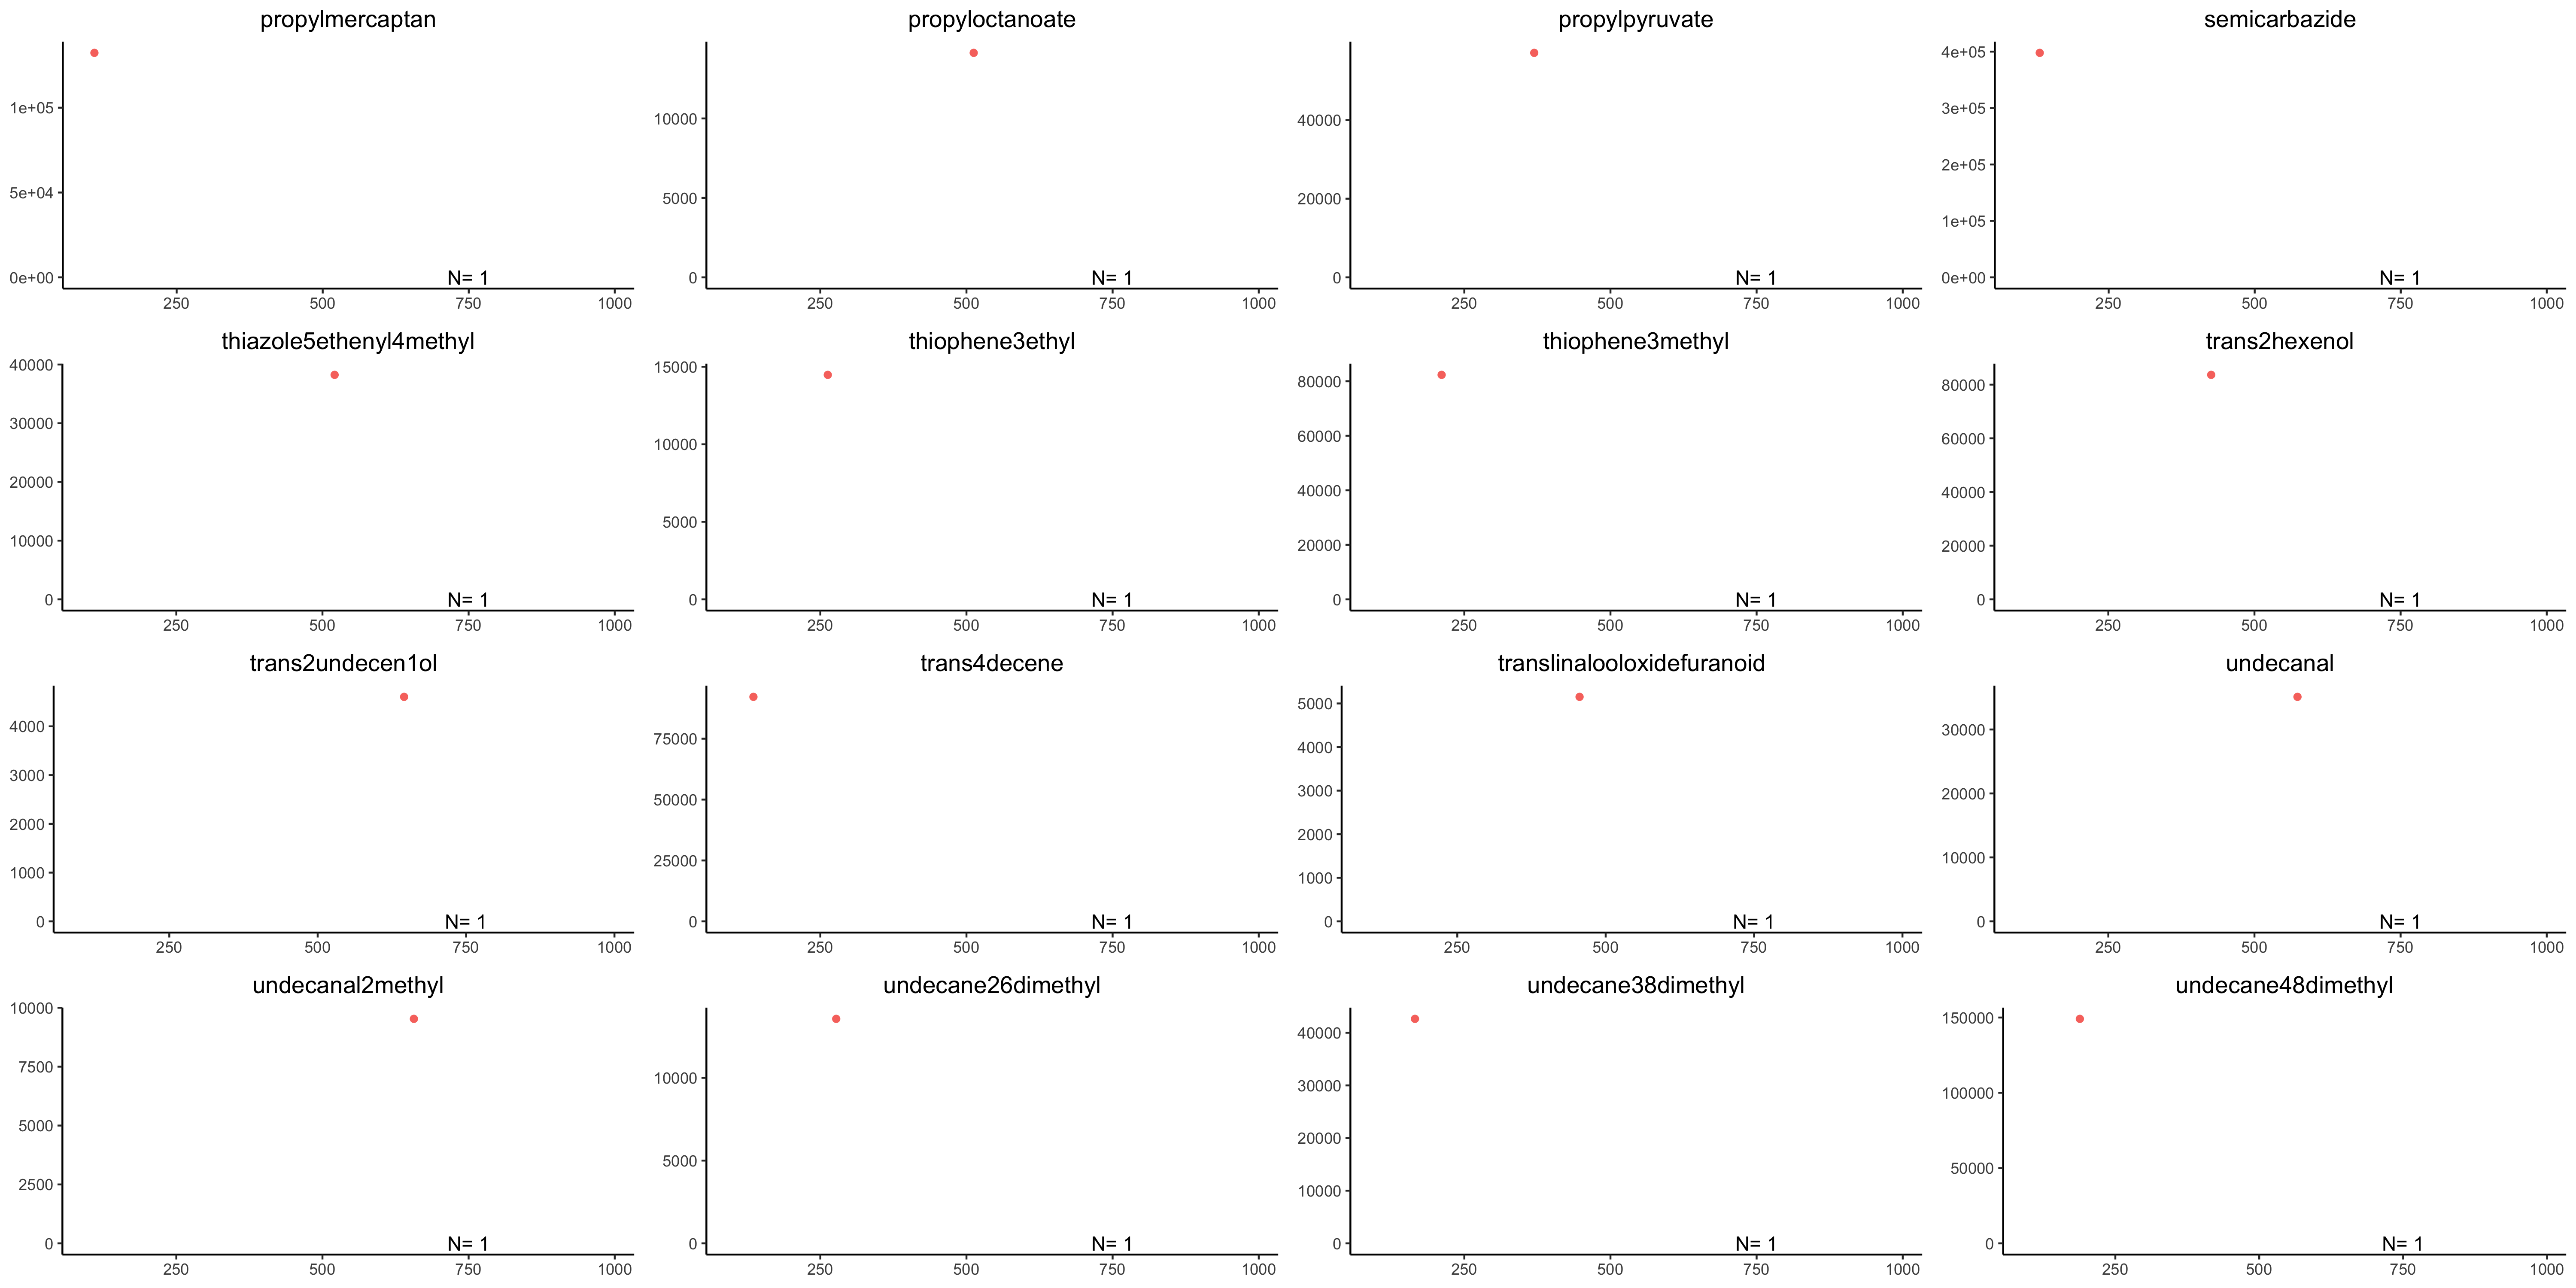 propylmercaptan
1e+05
5e+04
0e+00
N= 1
250 500 750 1000
propyloctanoate
10000
5000
0
N= 1
250 500 750 1000
propylpyruvate
40000
20000
0
N= 1
250 500 750 1000
semicarbazide
4e+05
3e+05
2e+05
1e+05
0e+00
N= 1
250 500 750 1000
thiazole5ethenyl4methyl
40000
30000
20000
10000
0
N= 1
250 500 750 1000
thiophene3ethyl
15000
10000
5000
0
N= 1
250 500 750 1000
thiophene3methyl
80000
60000
40000
20000
0
N= 1
250 500 750 1000
trans2hexenol
80000
60000
40000
20000
0
N= 1
250 500 750 1000
trans2undecen1ol
4000
3000
2000
1000
0
N= 1
250 500 750 1000
trans4decene
75000
50000
25000
0
N= 1
250 500 750 1000
translinalooloxidefuranoid
5000
4000
3000
2000
1000
0
N= 1
250 500 750 1000
undecanal
30000
20000
10000
0
N= 1
250 500 750 1000
undecanal2methyl
10000
7500
5000
2500
0
N= 1
250 500 750 1000
undecane26dimethyl
10000
5000
0
N= 1
250 500 750 1000
undecane38dimethyl
40000
30000
20000
10000
0
N= 1
250 500 750 1000
undecane48dimethyl
150000
100000
50000
0
N= 1
250 500 750 1000